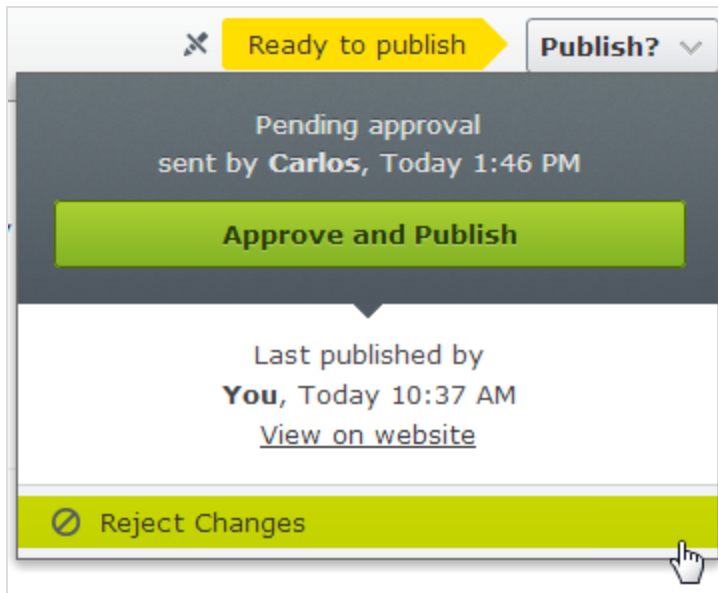 Ready to publish
Publish?
Pending approval
sent by Carlos, Today 1:46 PM
Approve and Publish
Last published by
You, Today 10:37 AM
View on website
Reject Changes